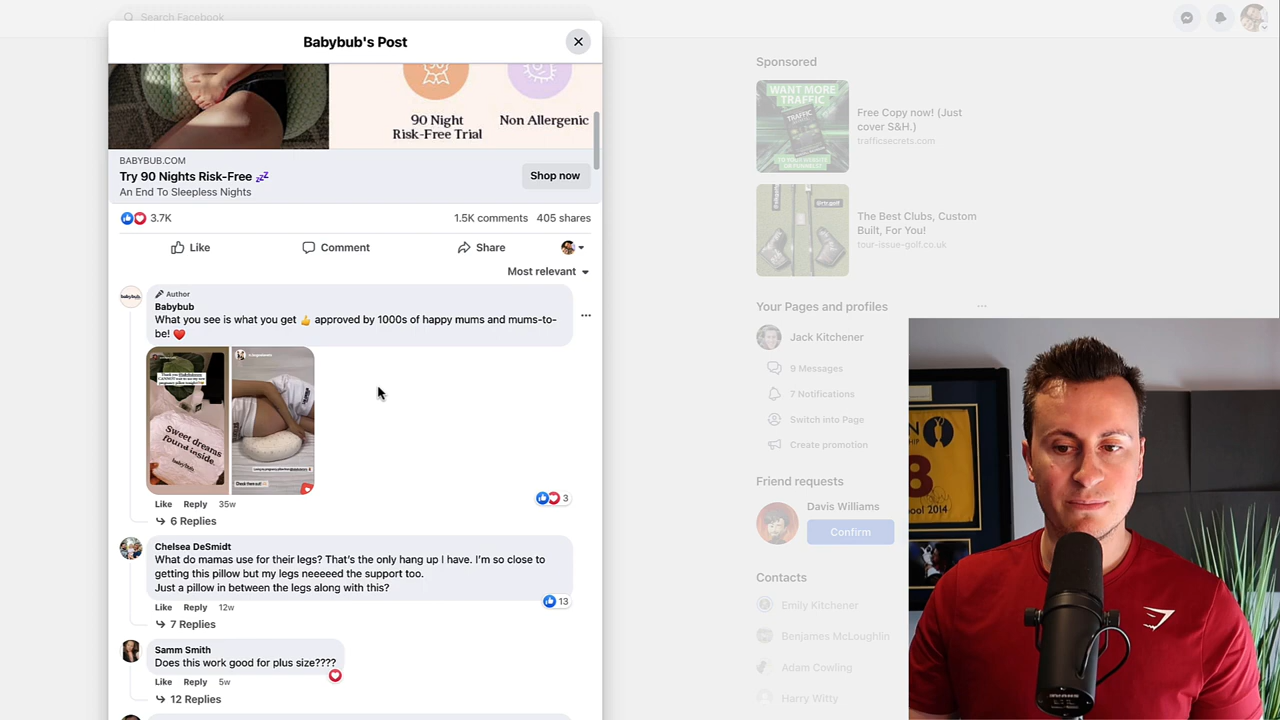 Search Facebook
Babybub's Post
90 Night
Risk-Free Trial
Non Allergenic
BABYBUB.COM
Try 90 Nights Risk-Free 💤
An End To Sleepless Nights
Shop now
3.7K
1.5K comments 405 shares
Like
Comment
Share
Most relevant
Author
Babybub
What you see is what you get 👍 approved by 1000s of happy mums and mums-to-
be! ❤️
Sweet dreams
found inside.
babybub
Like Reply 35w
3
6 Replies
Chelsea DeSmidt
What do mamas use for their legs? That's the only hang up I have. I'm so close to
getting this pillow but my legs neeeeed the support too.
Just a pillow in between the legs along with this?
13
Like Reply 12w
7 Replies
Samm Smith
Does this work good for plus size????
Like Reply 5w
12 Replies
Sponsored
WANT MORE
TRAFFIC
TRAFFIC
Free Copy now! (Just
cover S&H.)
trafficsecrets.com
The Best Clubs, Custom
Built, For You!
tour-issue-golf.co.uk
Your Pages and profiles
Jack Kitchener
9 Messages
7 Notifications
Switch into Page
Create promotion
Friend requests
Davis Williams
Confirm
Contacts
Emily Kitchener
Benjames McLoughlin
Adam Cowling
Harry Witty
8
2014